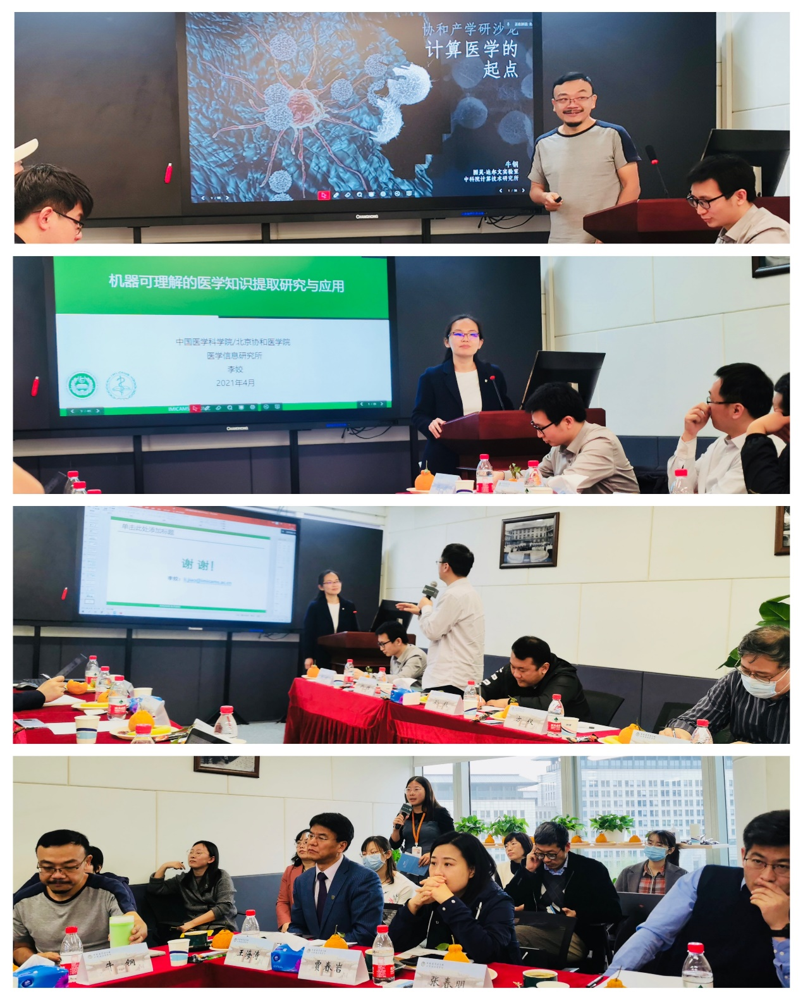 协和产学研沙龙
计算医学的
起点
牛钢
图灵-达尔文实验室
中科院计算技术研究所
CHANGHONG
机器可理解的医学知识提取研究与应用
中国医学科学院/北京协和医学院
医学信息研究所
李姣
2021年4月
IMICAMS
CHANGHONG
单击此处添加标题
谢 谢!
李姣:
牛 钢
王海涛
贾春岩
张春明